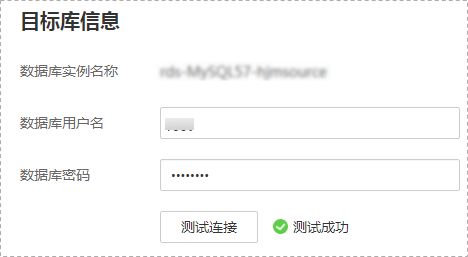 目标库信息
数据库实例名称 rds-MySQL57-hjmsource
数据库用户名
数据库密码 ••••••••
测试连接 测试成功